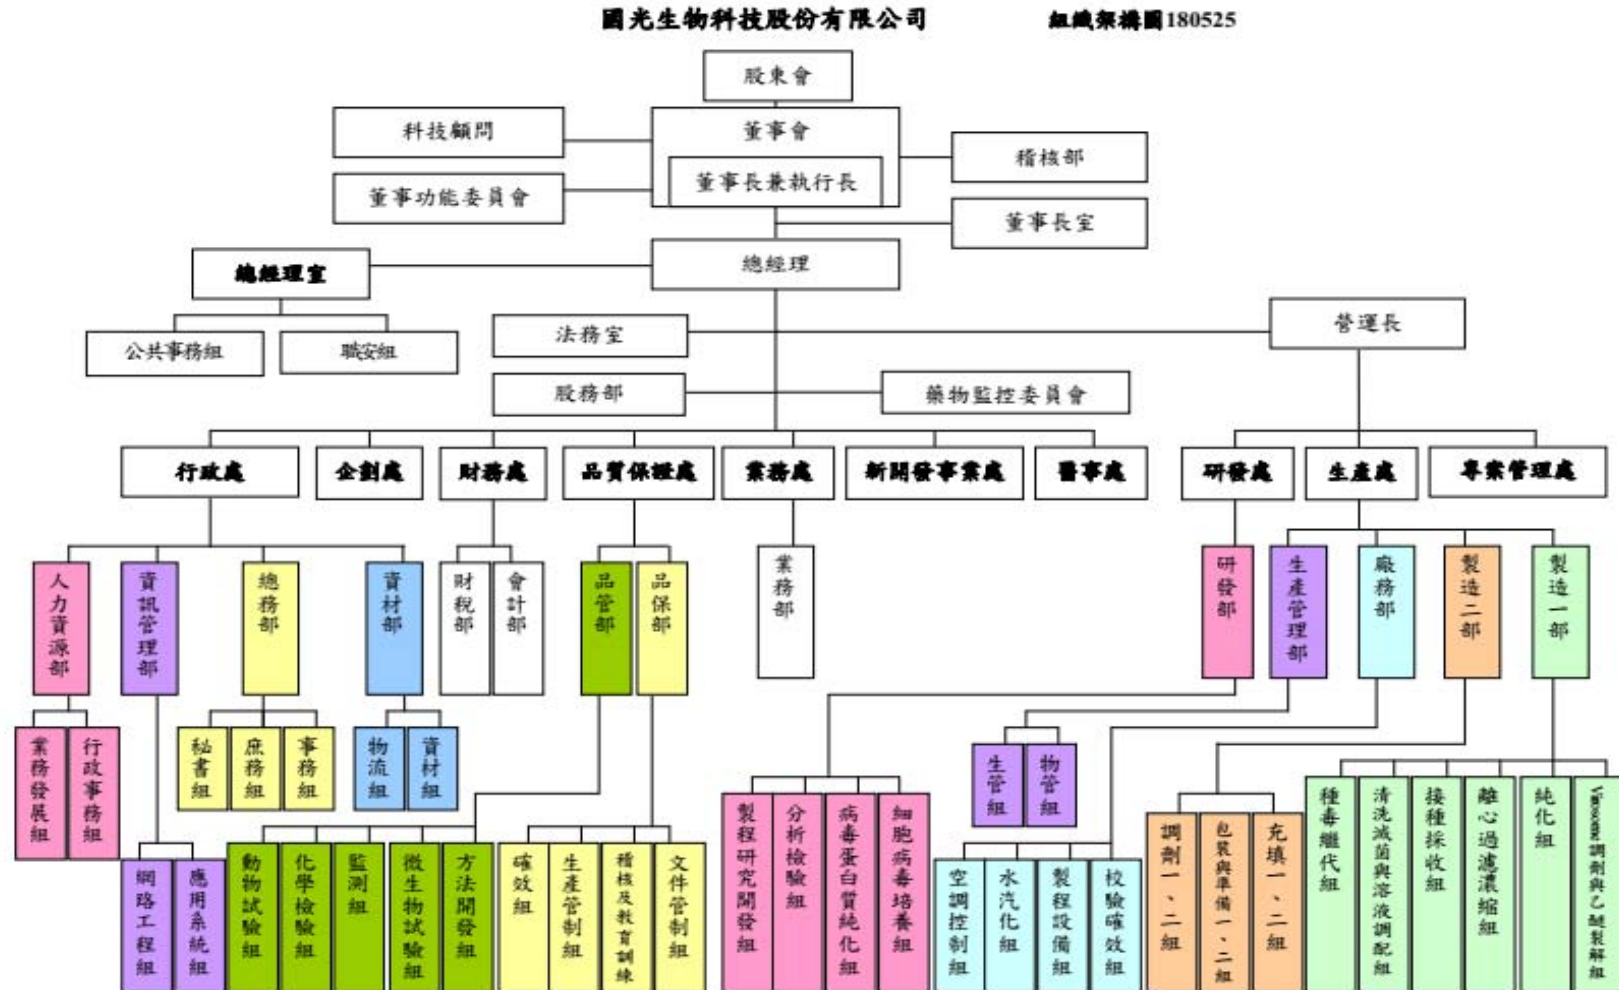 國光生物科技股份有限公司 組織架構圖180525
股東會
科技顧問
董事會
稽核部
董事長兼執行長
董事功能委員會
董事長室
總經理室
總經理
營運長
法務室
公共事務組
職安組
股務部
藥物監控委員會
行政處
企劃處
財務處
品質保證處
業務處
新開發事業處
醫事處
研發處
生產處
專案管理處
人力資源部
資訊管理部
總務部
資材部
財稅部
會計部
品管部
品保部
業務部
研發部
生產管理部
廠務部
製造二部
製造一部
業務發展組
行政事務組
秘書組
庶務組
事務組
物流組
資材組
生管組
物管組
網路工程組
應用系統組
動物試驗組
化學檢驗組
監測組
微生物試驗組
方法開發組
確效組
生產管制組
稽核及教育訓練
文件管制組
製程研究開發組
分析檢驗組
病毒蛋白質純化組
細胞病毒培養組
空調控制組
水汽化組
製程設備組
校驗確效組
調劑一、二組
包裝與準備一、二組
充填一、二組
種毒繼代組
清洗滅菌與溶液調配組
接種採收組
離心過濾濃縮組
純化組
調劑與乙醚裂解組